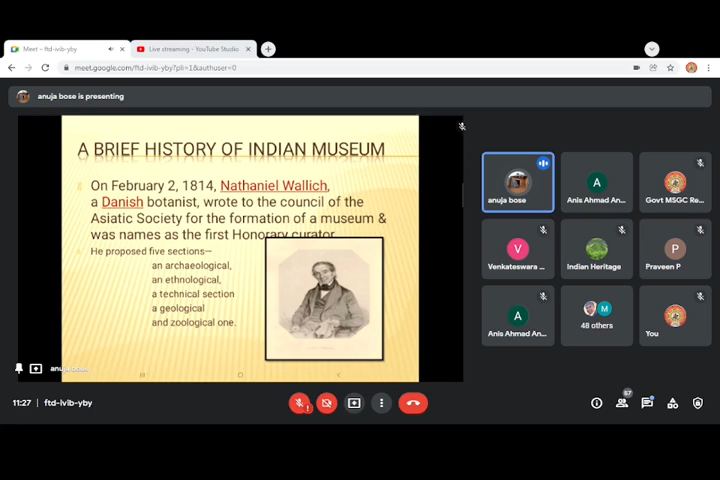 Meet – ftd-ivib-yby
Live streaming - YouTube Studio
meet.google.com/ftd-ivib-yby?pli=1&authuser=0
anuja bose is presenting
A BRIEF HISTORY OF INDIAN MUSEUM
On February 2, 1814, Nathaniel Wallich,
a Danish botanist, wrote to the council of the
Asiatic Society for the formation of a museum &
was names as the first Honorary curator
He proposed five sections—
an archaeological,
an ethnological,
a technical section
a geological
and zoological one.
anuja bose
anuja bose
A
Anis Ahmad An...
Govt MSGC Re...
V
Venkateswara ...
Indian Heritage
P
Praveen P
A
Anis Ahmad An...
M
48 others
You
11:27 | ftd-ivib-yby
57